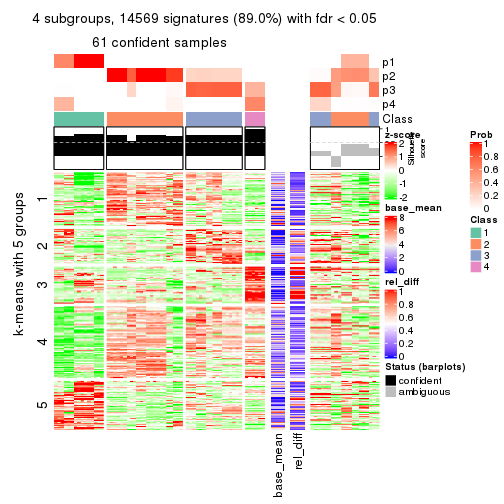 4 subgroups, 14569 signatures (89.0%) with fdr < 0.05
61 confident samples
p1
p2
p3
p4
Class
1
Silhouette
score
k-means with 5 groups
1
2
3
4
5
base_mean
rel_diff
z-score
2
1
0
-1
-2
base_mean
8
6
4
2
0
rel_diff
1
0.8
0.6
0.4
0.2
0
Status (barplots)
confident
ambiguous
Prob
1
0.8
0.6
0.4
0.2
0
Class
1
2
3
4